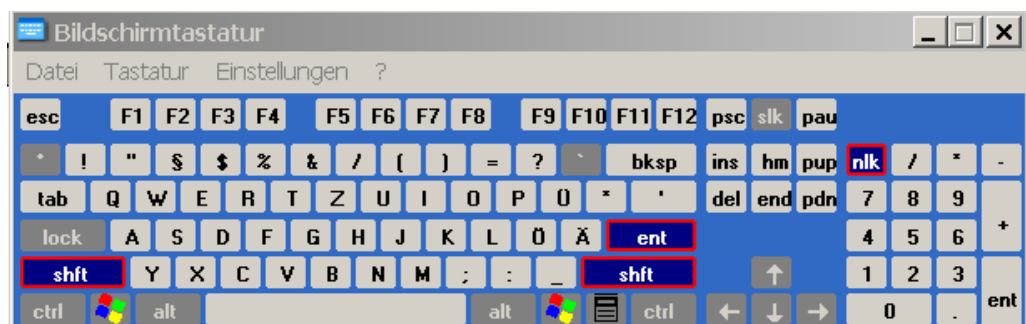 Bildschirmtastatur
Datei Tastatur Einstellungen ?
esc F1 F2 F3 F4 F5 F6 F7 F8 F9 F10 F11 F12 psc slk pau
° ! " § $ % & / ( ) = ? ` bksp ins hm pup nlk / * -
tab Q W E R T Z U I O P Ü * ' del end pdn 7 8 9 +
lock A S D F G H J K L Ö Ä ent 4 5 6
shft Y X C V B N M ; : _ shft ↑ 1 2 3 ent
ctrl alt alt ctrl ← ↓ → 0 .